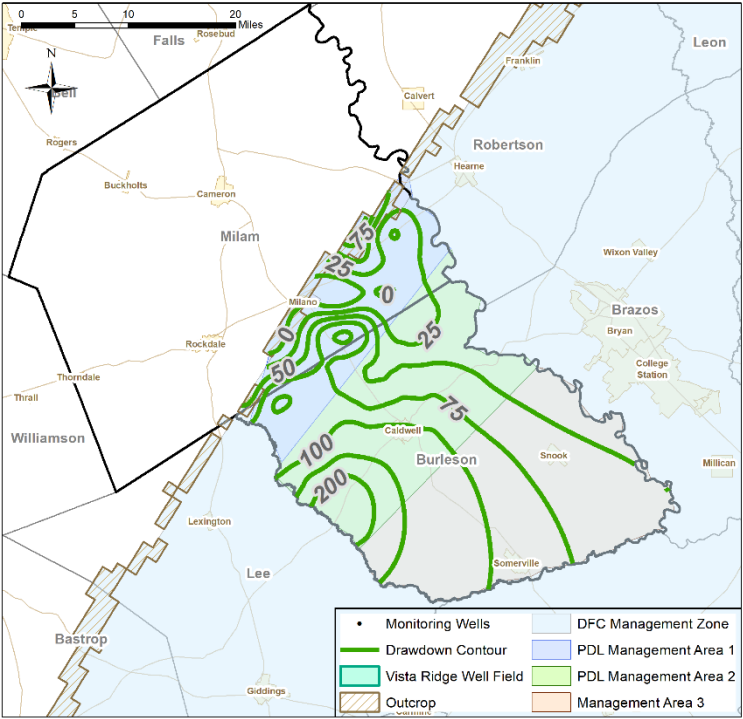 0 5 10 20
Miles
Temple
Falls
Rosebud
Leon
N
Bell
Franklin
Calvert
Rogers
Robertson
Hearne
Buckholts
Cameron
Milam
75
25
Wixon Valley
0
Milano
Brazos
0
25
Bryan
Rockdale
50
College
Station
Thorndale
Thrall
75
Williamson
Caldwell
100
Burleson
Snook
Millican
200
Lexington
Somerville
Lee
Bastrop
Giddings
Monitoring Wells
Drawdown Contour
Vista Ridge Well Field
Outcrop
DFC Management Zone
PDL Management Area 1
PDL Management Area 2
Management Area 3